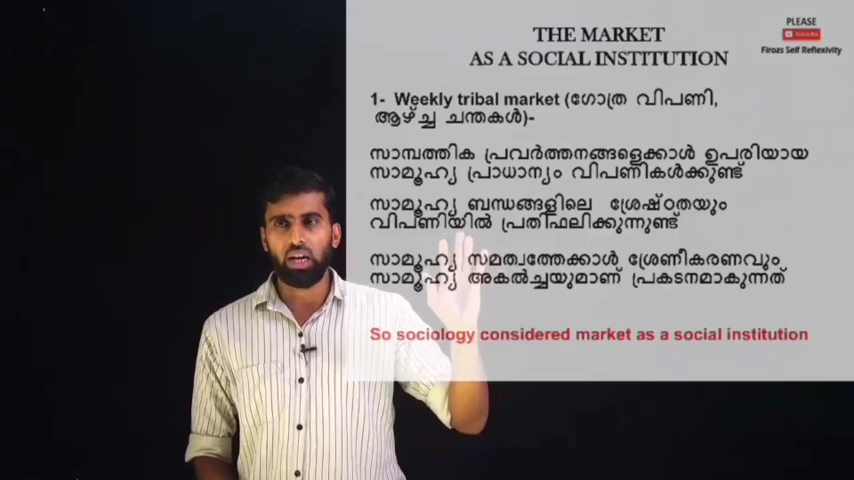 THE MARKET
AS A SOCIAL INSTITUTION
PLEASE
Subscribe
Firozs Self Reflexivity
1- Weekly tribal market (ഗോത്ര വിപണി,
ആഴ്ച്ച ചന്തകൾ)-
സാമ്പത്തിക പ്രവർത്തനങ്ങളെക്കാൾ ഉപരിയായ
സാമൂഹ്യ പ്രാധാന്യം വിപണികൾക്കുണ്ട്
സാമൂഹ്യ ബന്ധങ്ങളിലെ ശ്രേഷ്ഠതയും
വിപണിയിൽ പ്രതിഫലിക്കുന്നുണ്ട്
സാമൂഹ്യ സമത്വത്തേക്കാൾ ശ്രേണീകരണവും
സാമൂഹ്യ അകൽച്ചയുമാണ് പ്രകടനമാകുന്നത്
So sociology considered market as a social institution